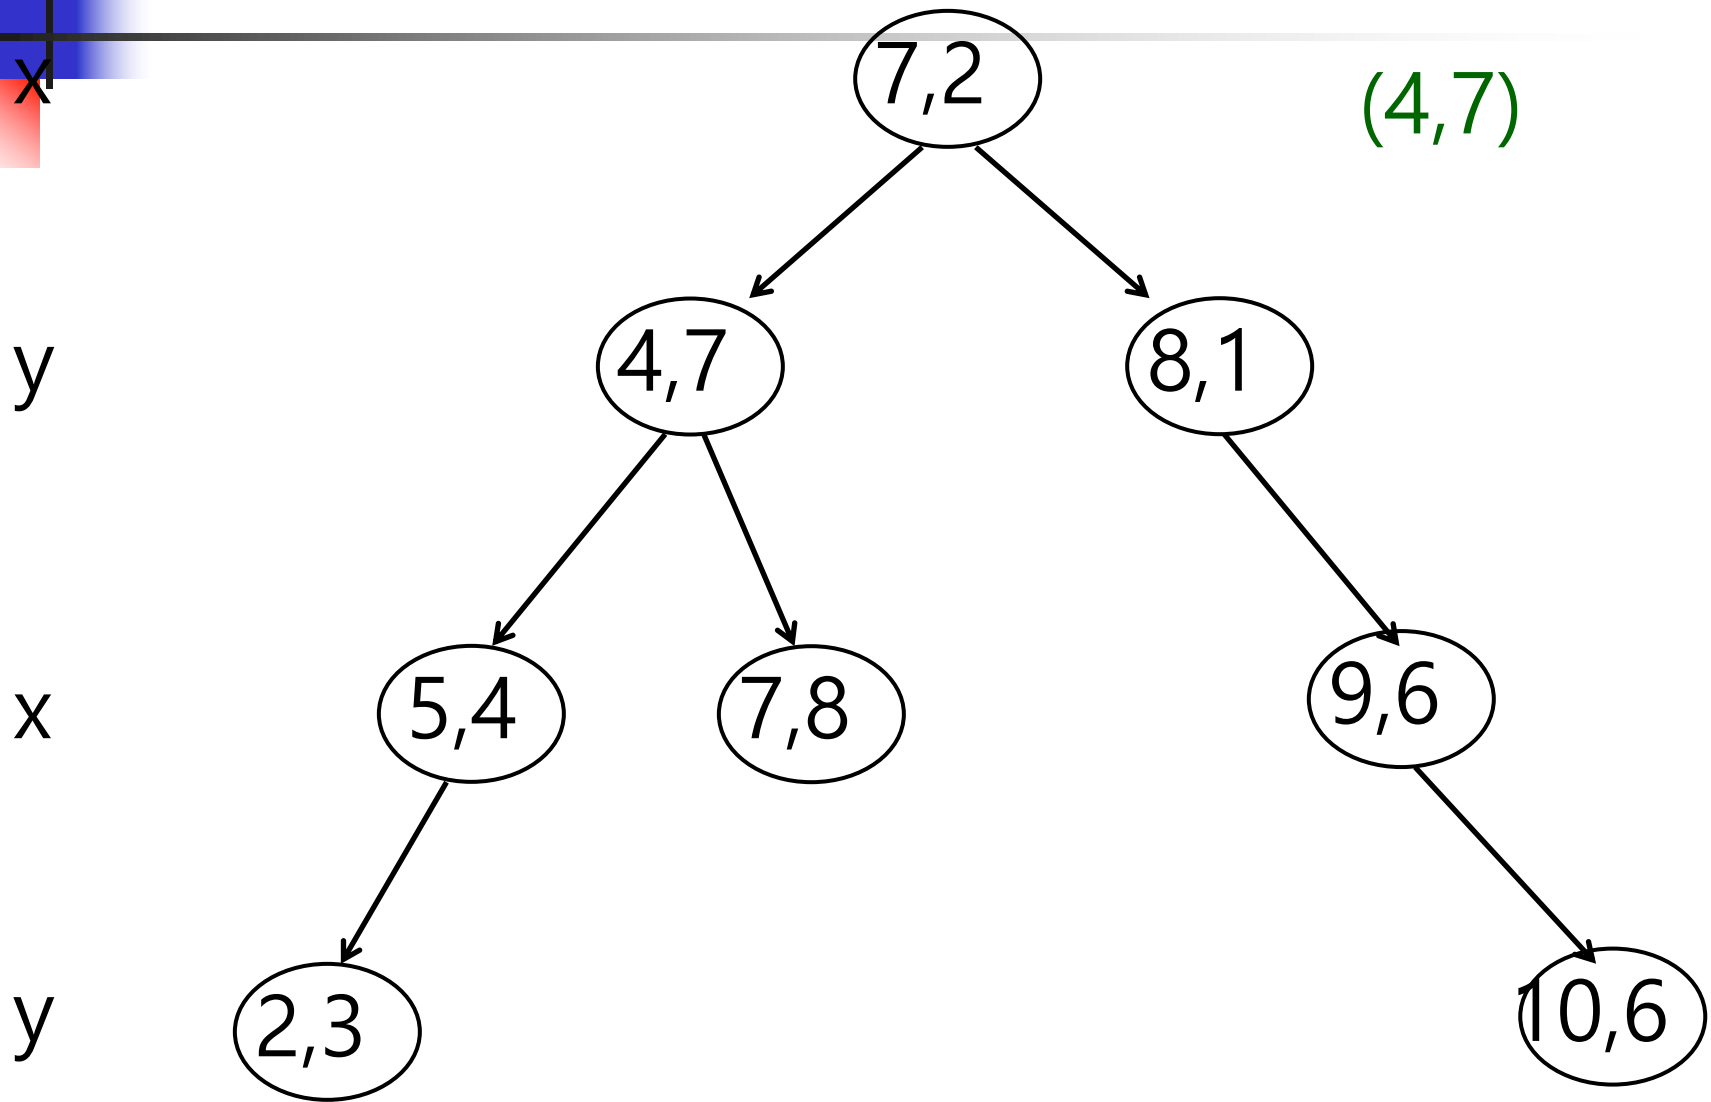 x 7,2 (4,7)
y 4,7 8,1
x 5,4 7,8 9,6
y 2,3 10,6